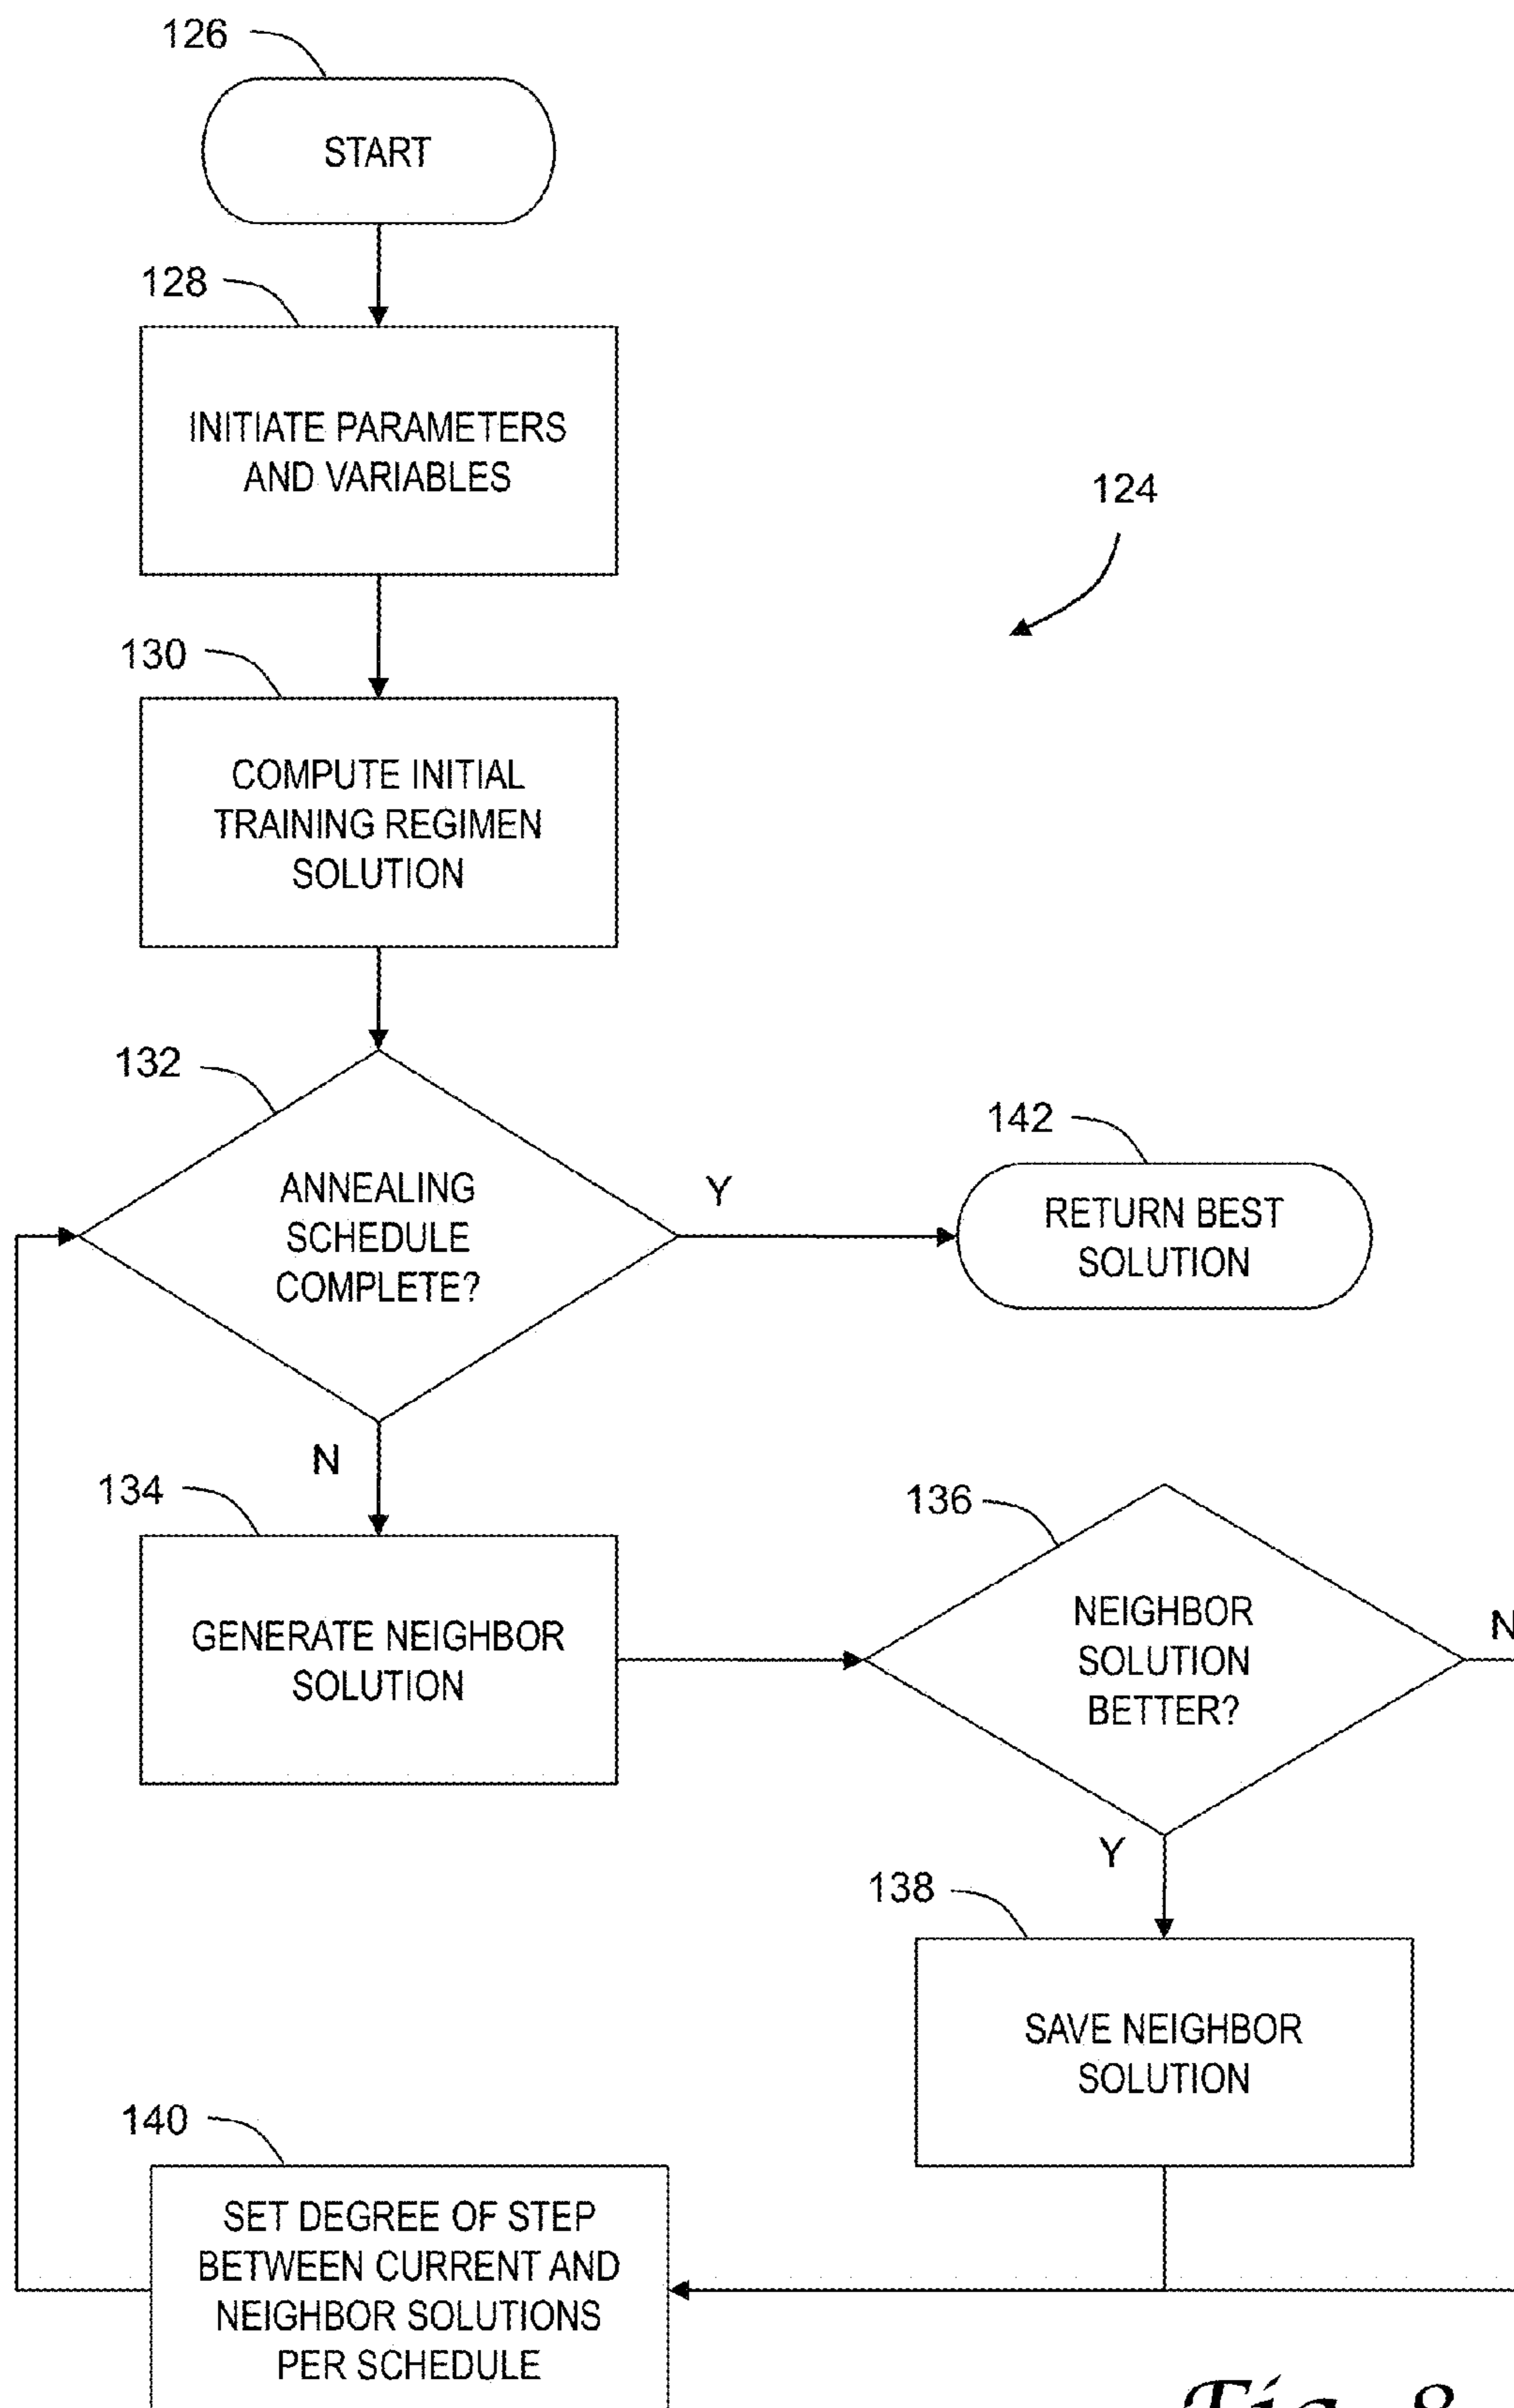 126
START
128
INITIATE PARAMETERS
AND VARIABLES
124
130
COMPUTE INITIAL
TRAINING REGIMEN
SOLUTION
132
ANNEALING
SCHEDULE
COMPLETE?
Y
142
RETURN BEST
SOLUTION
N
134
GENERATE NEIGHBOR
SOLUTION
136
NEIGHBOR
SOLUTION
BETTER?
N
Y
138
SAVE NEIGHBOR
SOLUTION
140
SET DEGREE OF STEP
BETWEEN CURRENT AND
NEIGHBOR SOLUTIONS
PER SCHEDULE
Fig. 8